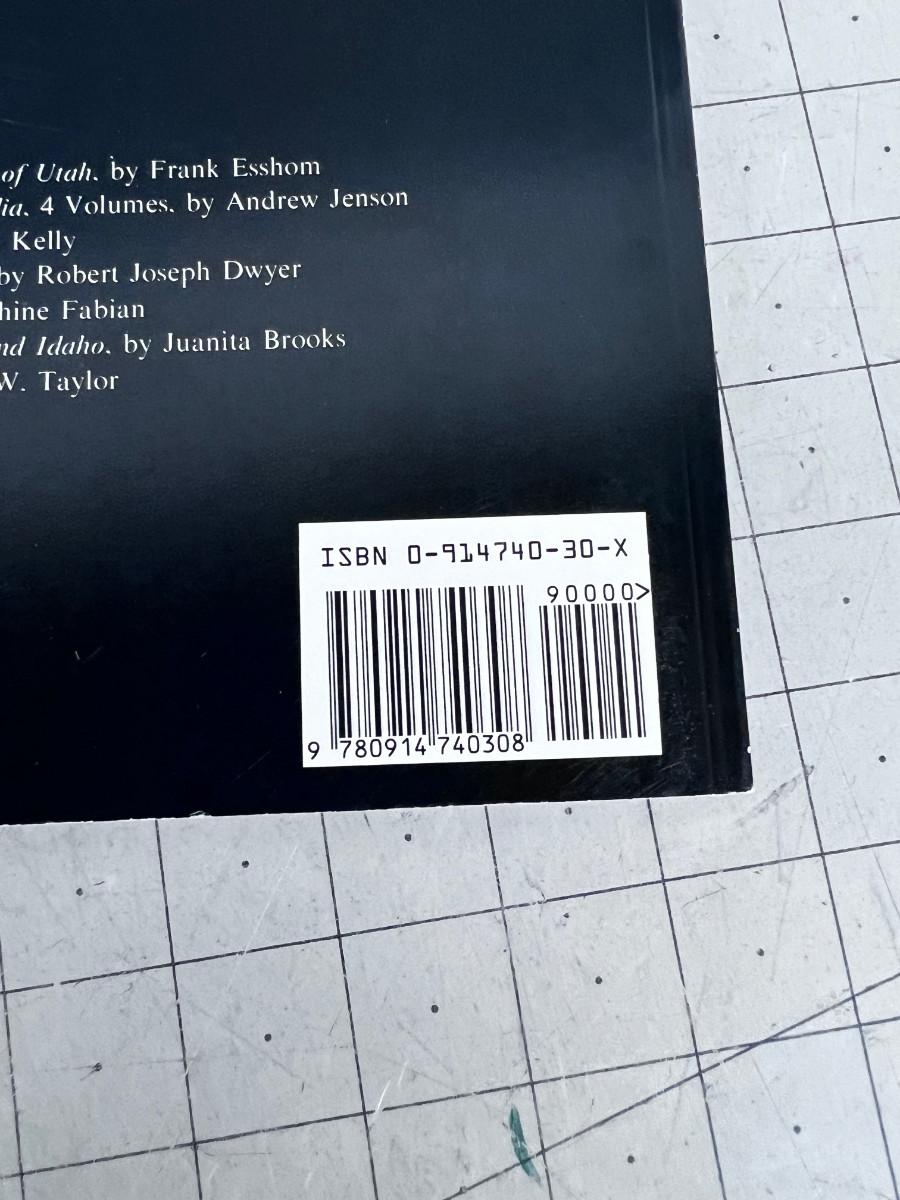 of Utah, by Frank Esshom
dia, 4 Volumes, by Andrew Jenson
Kelly
by Robert Joseph Dwyer
hine Fabian
nd Idaho, by Juanita Brooks
W. Taylor
ISBN 0-914740-30-X
90000>
9 780914 740308